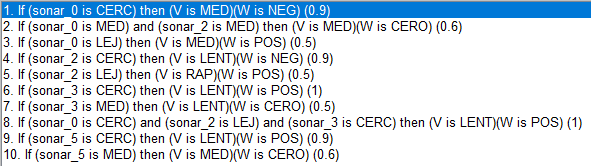 1. If (sonar_0 is CERC) then (V is MED)(W is NEG) (0.9)
2. If (sonar_0 is MED) and (sonar_2 is MED) then (V is MED)(W is CERO) (0.6)
3. If (sonar_0 is LEJ) then (V is MED)(W is POS) (0.5)
4. If (sonar_2 is CERC) then (V is LENT)(W is NEG) (0.9)
5. If (sonar_2 is LEJ) then (V is RAP)(W is POS) (0.5)
6. If (sonar_3 is CERC) then (V is LENT)(W is POS) (1)
7. If (sonar_3 is MED) then (V is LENT)(W is CERO) (0.5)
8. If (sonar_0 is CERC) and (sonar_2 is LEJ) and (sonar_3 is CERC) then (V is LENT)(W is POS) (1)
9. If (sonar_5 is CERC) then (V is LENT)(W is POS) (0.9)
10. If (sonar_5 is MED) then (V is MED)(W is CERO) (0.6)